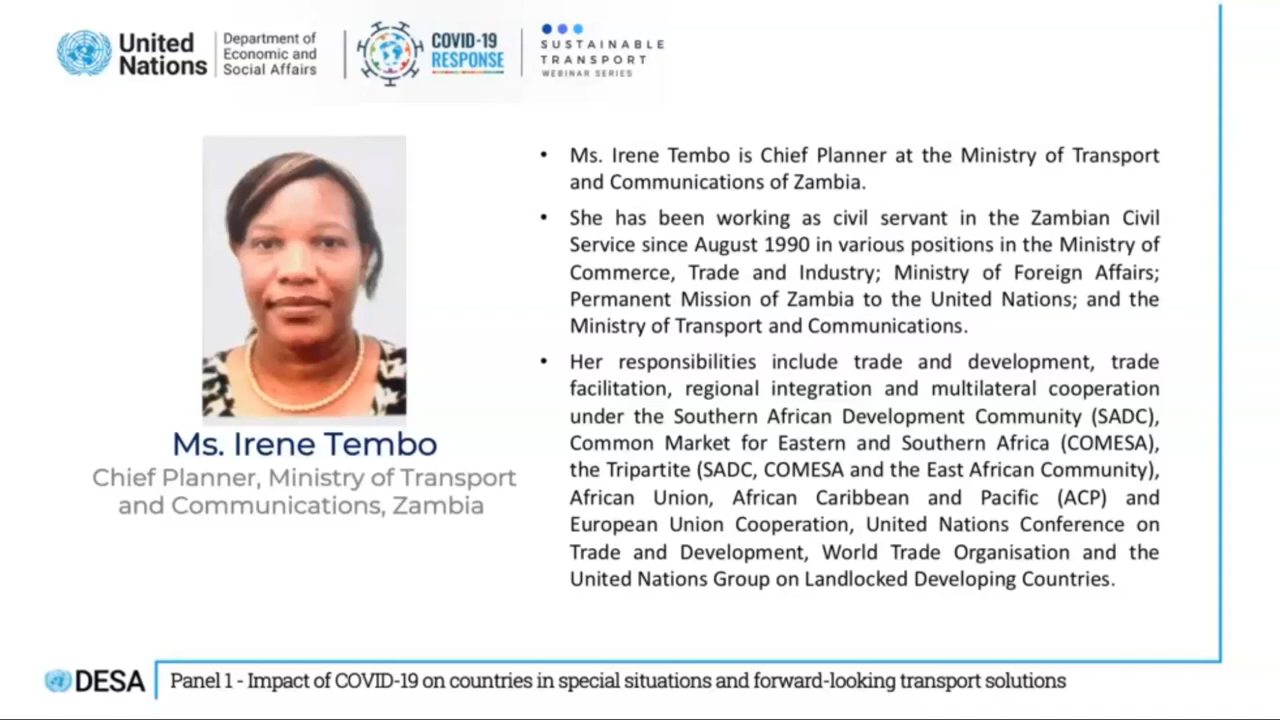 United Nations
Department of Economic and Social Affairs
COVID-19 RESPONSE
SUSTAINABLE TRANSPORT WEBINAR SERIES
Ms. Irene Tembo
Chief Planner, Ministry of Transport
and Communications, Zambia
• Ms. Irene Tembo is Chief Planner at the Ministry of Transport
and Communications of Zambia.
• She has been working as civil servant in the Zambian Civil
Service since August 1990 in various positions in the Ministry of
Commerce, Trade and Industry; Ministry of Foreign Affairs;
Permanent Mission of Zambia to the United Nations; and the
Ministry of Transport and Communications.
• Her responsibilities include trade and development, trade
facilitation, regional integration and multilateral cooperation
under the Southern African Development Community (SADC),
Common Market for Eastern and Southern Africa (COMESA),
the Tripartite (SADC, COMESA and the East African Community),
African Union, African Caribbean and Pacific (ACP) and
European Union Cooperation, United Nations Conference on
Trade and Development, World Trade Organisation and the
United Nations Group on Landlocked Developing Countries.
DESA
Panel 1 - Impact of COVID-19 on countries in special situations and forward-looking transport solutions